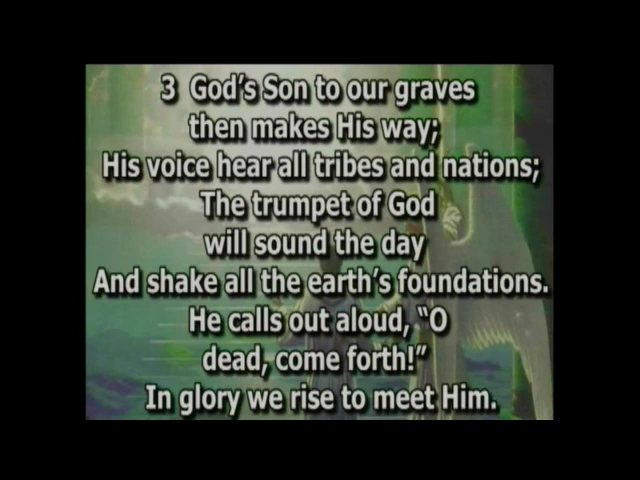 3 God's Son to our graves
then makes His way;
His voice hear all tribes and nations;
The trumpet of God
will sound the day
And shake all the earth's foundations.
He calls out aloud, "O
dead, come forth!"
In glory we rise to meet Him.